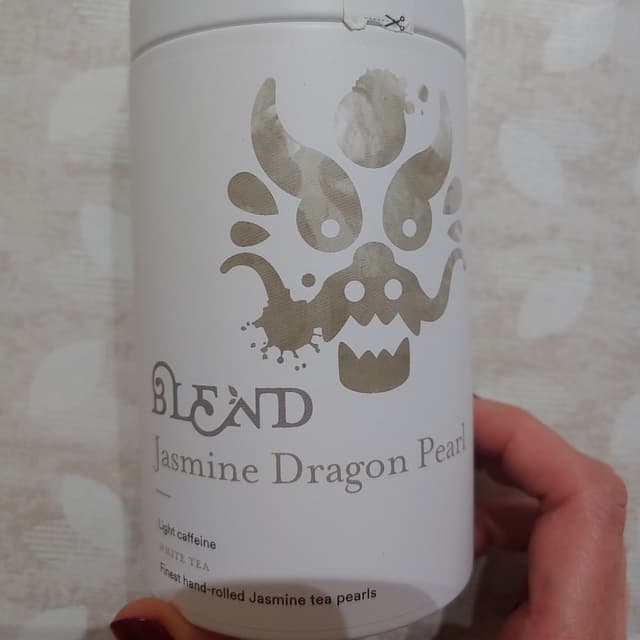 BLEND
Jasmine Dragon Pearl
Light caffeine
WHITE TEA
Finest hand-rolled Jasmine tea pearls